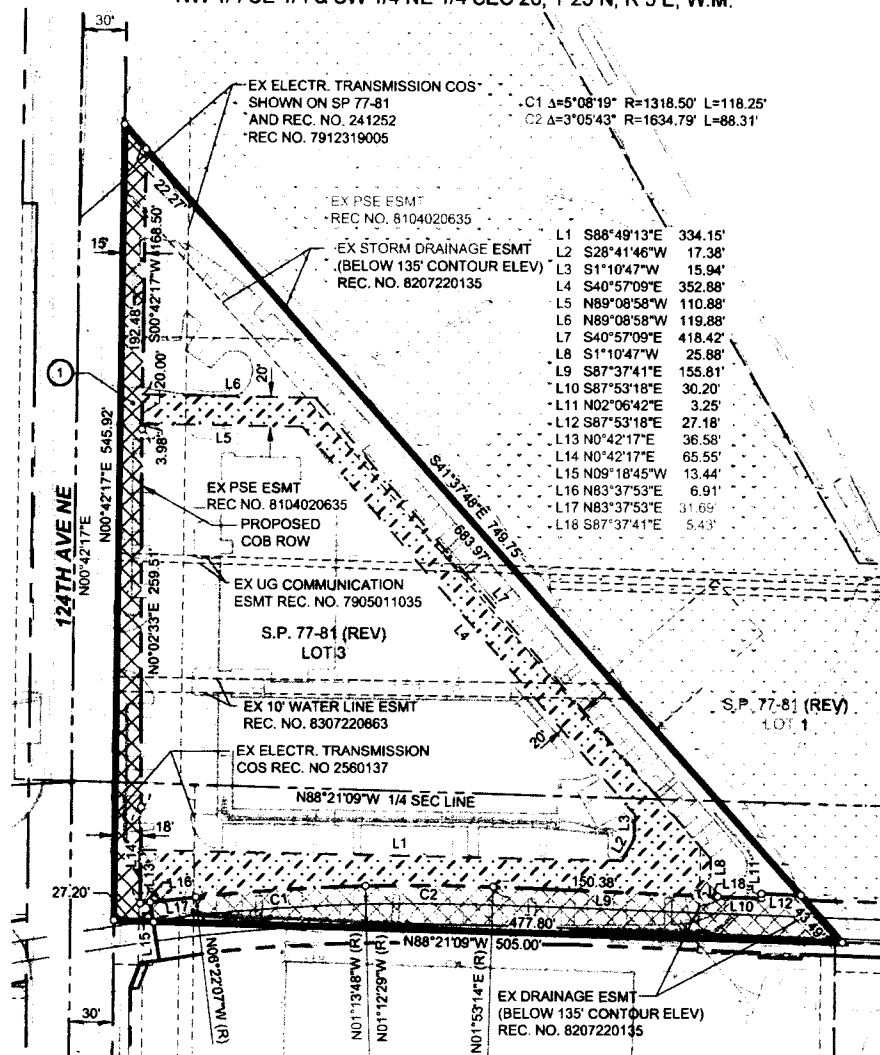 NW 1/4 SE 1/4 & SW 1/4 NE 1/4 SEC 28, T 25 N, R 5 E, W.M.
30'
EX ELECTR. TRANSMISSION COS
SHOWN ON SP 77-81
AND REC. NO. 241252
REC NO. 7912319005
C1 Δ=5°08'19" R=1318.50' L=118.25'
C2 Δ=3°05'43" R=1634.79' L=88.31'
22.27'
EX PSE ESMT
REC NO. 8104020635
EX STORM DRAINAGE ESMT
(BELOW 135' CONTOUR ELEV)
REC. NO. 8207220135
L1 S88°49'13"E 334.15'
L2 S28°41'46"W 17.38'
L3 S1°10'47"W 15.94'
L4 S40°57'09"E 352.88'
L5 N89°08'58"W 110.88'
L6 N89°08'58"W 119.88'
L7 S40°57'09"E 418.42'
L8 S1°10'47"W 25.88'
L9 S87°37'41"E 155.81'
L10 S87°53'18"E 30.20'
L11 N02°06'42"E 3.25'
L12 S87°53'18"E 27.18'
L13 N0°42'17"E 36.58'
L14 N0°42'17"E 65.55'
L15 N09°18'45"W 13.44'
L16 N83°37'53"E 6.91'
L17 N83°37'53"E 31.69'
L18 S87°37'41"E 5.43'
15'
192.48'
S00°42'17"W 168.50'
20.00'
1
L6
20'
L5
3.98'
N00°42'17"E 545.92'
124TH AVE NE
N00°42'17"E
EX PSE ESMT
REC NO. 8104020635
PROPOSED
COB ROW
S41°37'48"E 749.75'
683.97'
L7
L4
EX UG COMMUNICATION
ESMT REC. NO. 7905011035
N0°02'33"E 259.51'
S.P. 77-81 (REV)
LOT 3
EX 10' WATER LINE ESMT
REC. NO. 8307220863
S.P. 77-81 (REV)
LOT 1
20'
EX ELECTR. TRANSMISSION
COS REC. NO 2560137
N88°21'09"W 1/4 SEC LINE
18'
L1
L2
L3
L14
L13
L16
L8
L18
L11
27.20'
L17
C1
C2
150.38'
L9
L10
L12
23.49'
477.80'
N88°21'09"W 505.00'
L15
N06°22'07"W (R)
N01°13'48"W (R)
N01°12'29"W (R)
N01°53'14"E (R)
EX DRAINAGE ESMT
(BELOW 135' CONTOUR ELEV)
REC. NO. 8207220135
30'